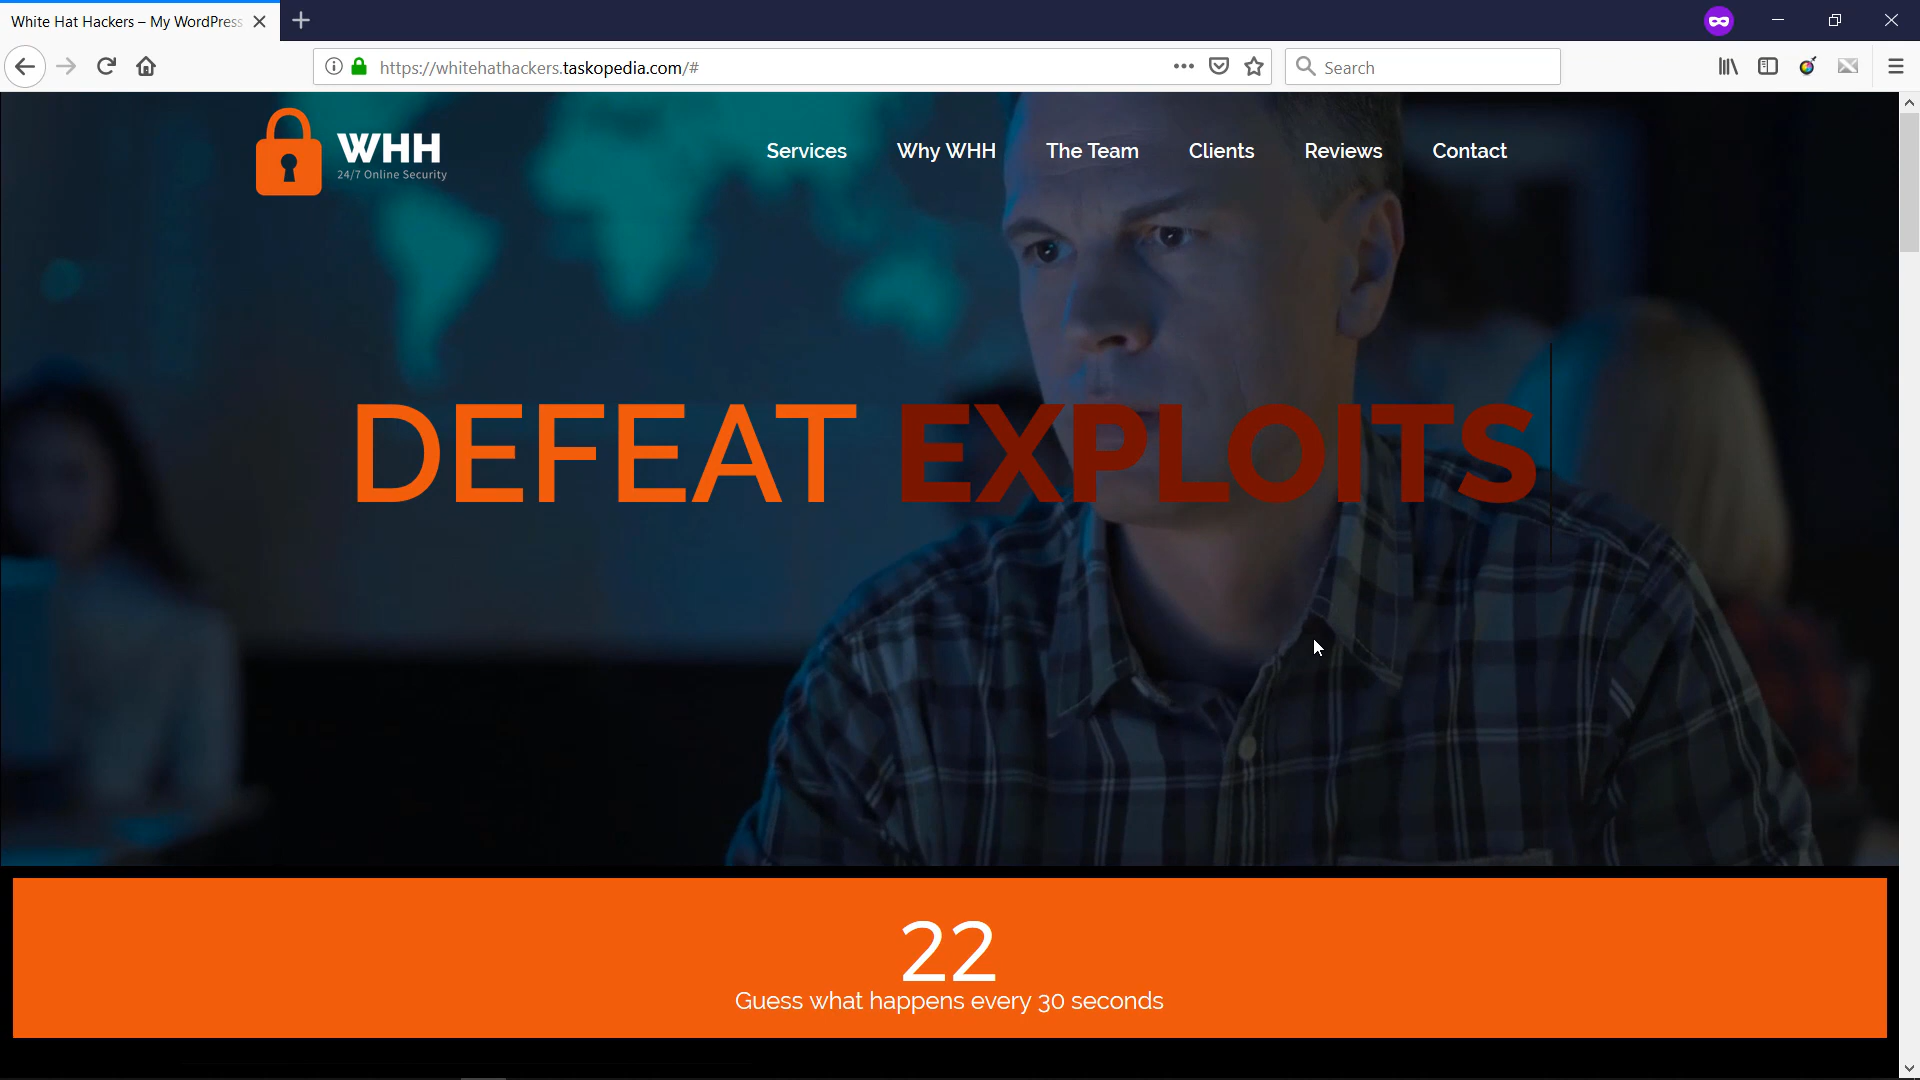 White Hat Hackers – My WordPress
https://whitehathackers.taskopedia.com/#
Search
WHH
24/7 Online Security
Services
Why WHH
The Team
Clients
Reviews
Contact
DEFEAT EXPLOITS
22
Guess what happens every 30 seconds